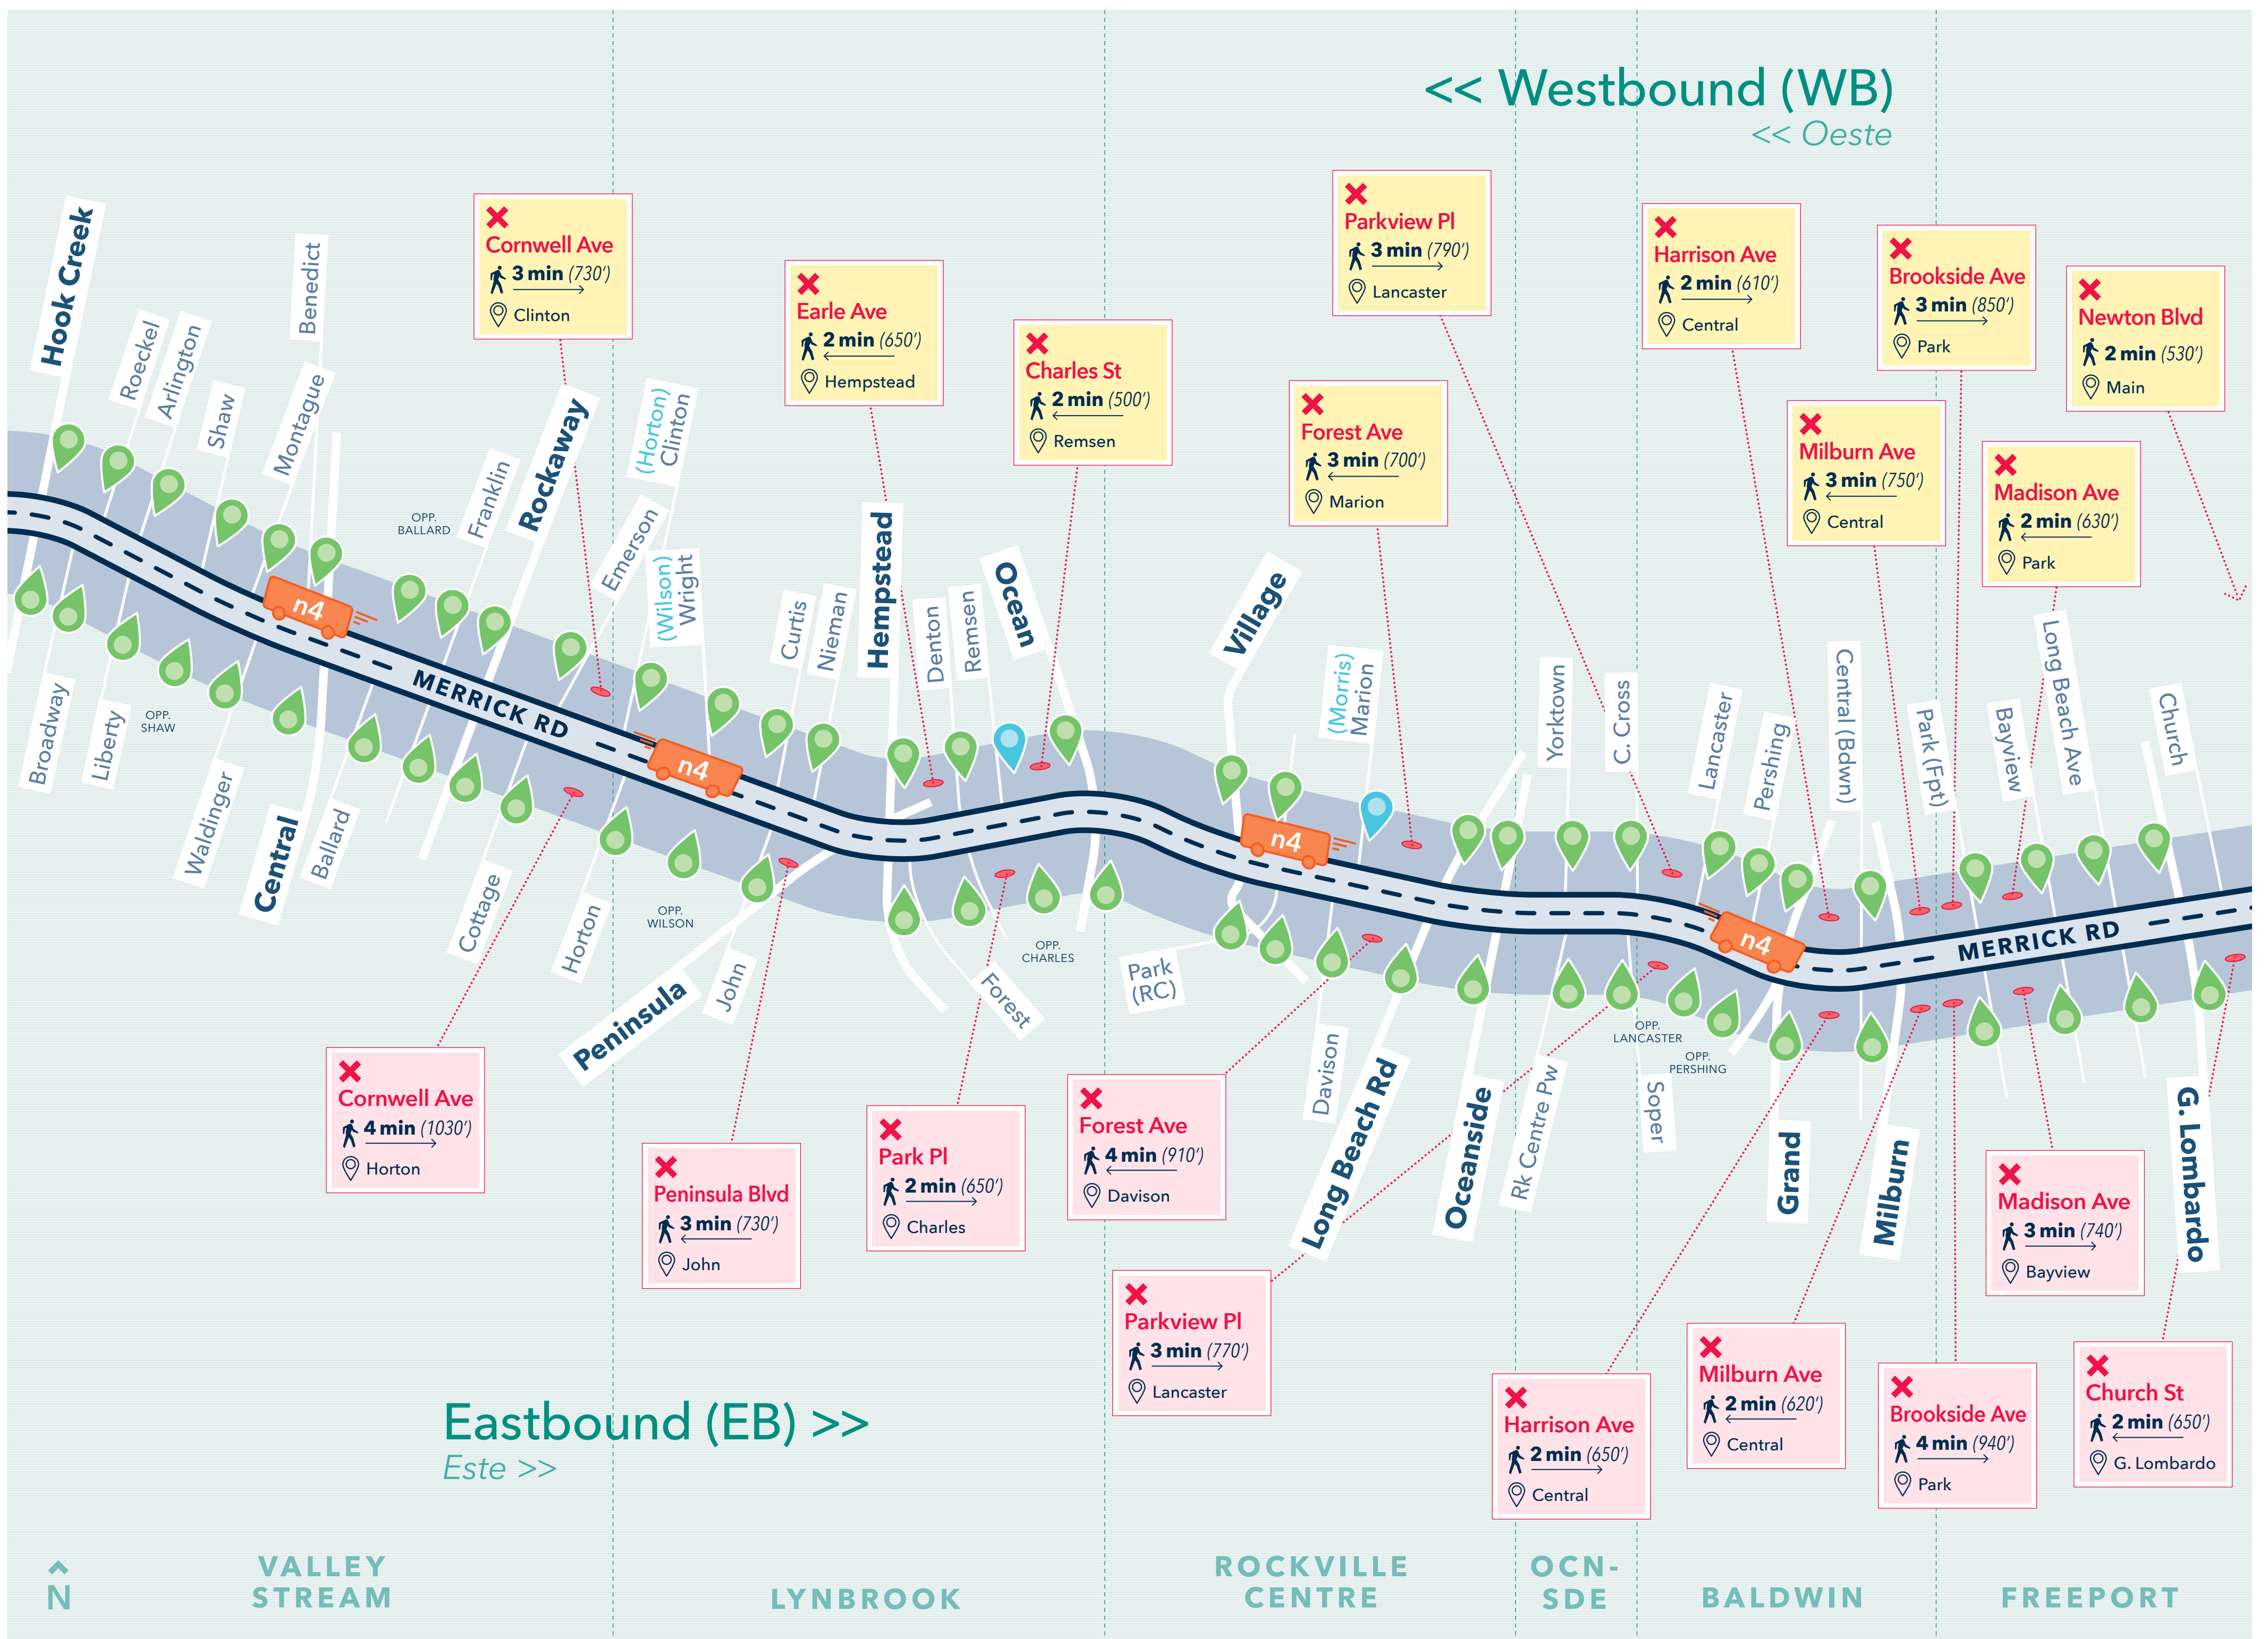 << Westbound (WB)
<< Oeste
Hook Creek
Roeckel
Arlington
Shaw
Benedict
Montague
OPP.
BALLARD
Franklin
Rockaway
Cornwell Ave
3 min (730')
Clinton
(Horton)
Clinton
Emerson
(Wilson)
Wright
Curtis
Nieman
Earle Ave
2 min (650')
Hempstead
Hempstead
Denton
Remsen
Ocean
Charles St
2 min (500')
Remsen
Village
(Morris)
Marion
Forest Ave
3 min (700')
Marion
Parkview Pl
3 min (790')
Lancaster
Yorktown
C. Cross
Lancaster
Pershing
Harrison Ave
2 min (610')
Central
Central (Bdwn)
Milburn Ave
3 min (750')
Central
Brookside Ave
3 min (850')
Park
Park (Fpt)
Madison Ave
2 min (630')
Park
Bayview
Long Beach Ave
Newton Blvd
2 min (530')
Main
Church
n4
MERRICK RD
n4
n4
n4
MERRICK RD
Broadway
Liberty
OPP.
SHAW
Waldinger
Central
Ballard
Cottage
Horton
OPP.
WILSON
Peninsula
John
Forest
OPP.
CHARLES
Park
(RC)
Davison
Long Beach Rd
Oceanside
Rk Centre Pw
OPP.
LANCASTER
OPP.
PERSHING
Soper
Grand
Milburn
G. Lombardo
Cornwell Ave
4 min (1030')
Horton
Peninsula Blvd
3 min (730')
John
Park Pl
2 min (650')
Charles
Forest Ave
4 min (910')
Davison
Parkview Pl
3 min (770')
Lancaster
Harrison Ave
2 min (650')
Central
Milburn Ave
2 min (620')
Central
Brookside Ave
4 min (940')
Park
Madison Ave
3 min (740')
Bayview
Church St
2 min (650')
G. Lombardo
Eastbound (EB) >>
Este >>
N
VALLEY
STREAM
LYNBROOK
ROCKVILLE
CENTRE
OCN-
SDE
BALDWIN
FREEPORT